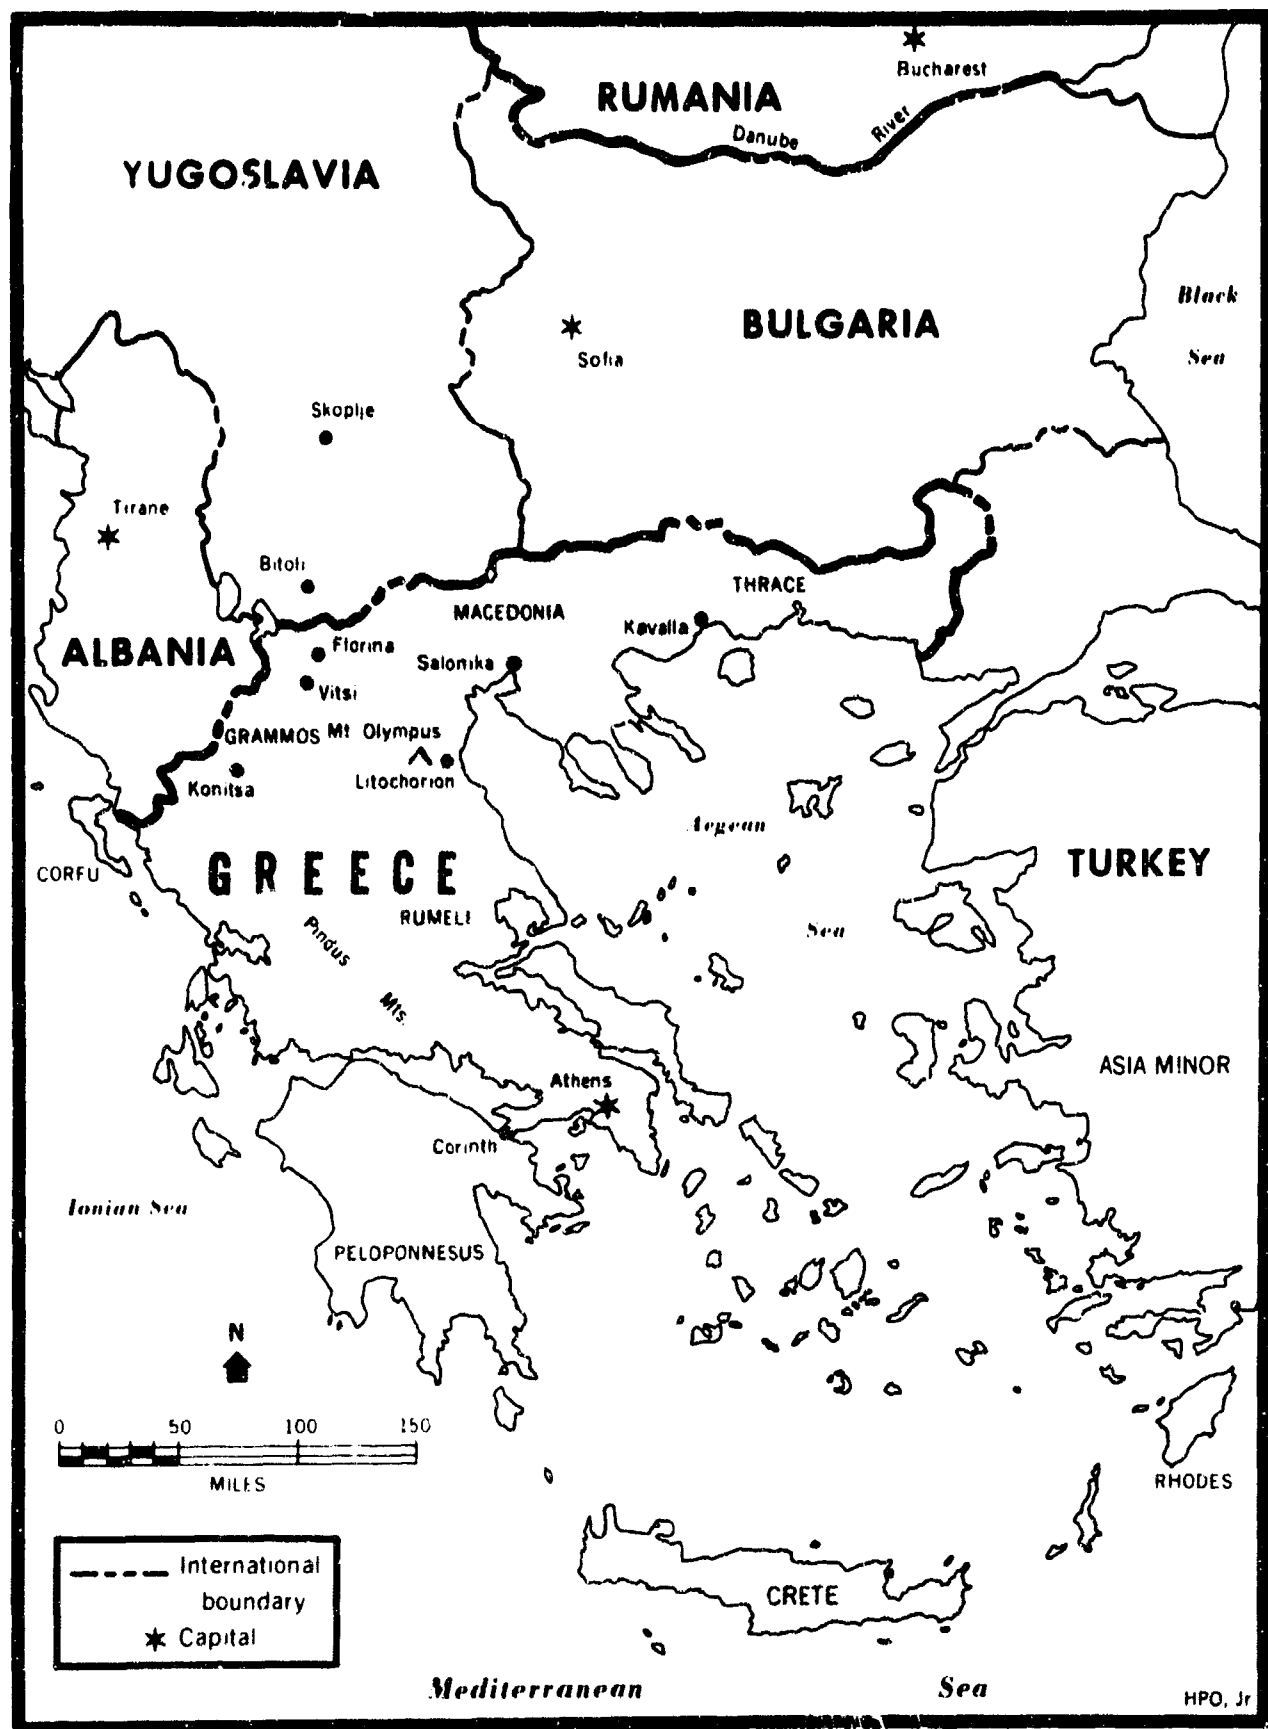 Bucharest
RUMANIA
Danube River
YUGOSLAVIA
Black
Sea
BULGARIA
Sofia
Skoplje
Tirane
Bitoli
THRACE
MACEDONIA
Kavalla
Florina
ALBANIA
Salonika
Vitsi
GRAMMOS Mt Olympus
Konitsa
Litochorion
Aegean
Sea
TURKEY
CORFU
GREECE
RUMELI
Pindus
Mts.
ASIA MINOR
Athens
Corinth
Ionian Sea
PELOPONNESUS
N
0 50 100 150
MILES
RHODES
International
boundary
Capital
CRETE
Mediterranean Sea
HPO, Jr